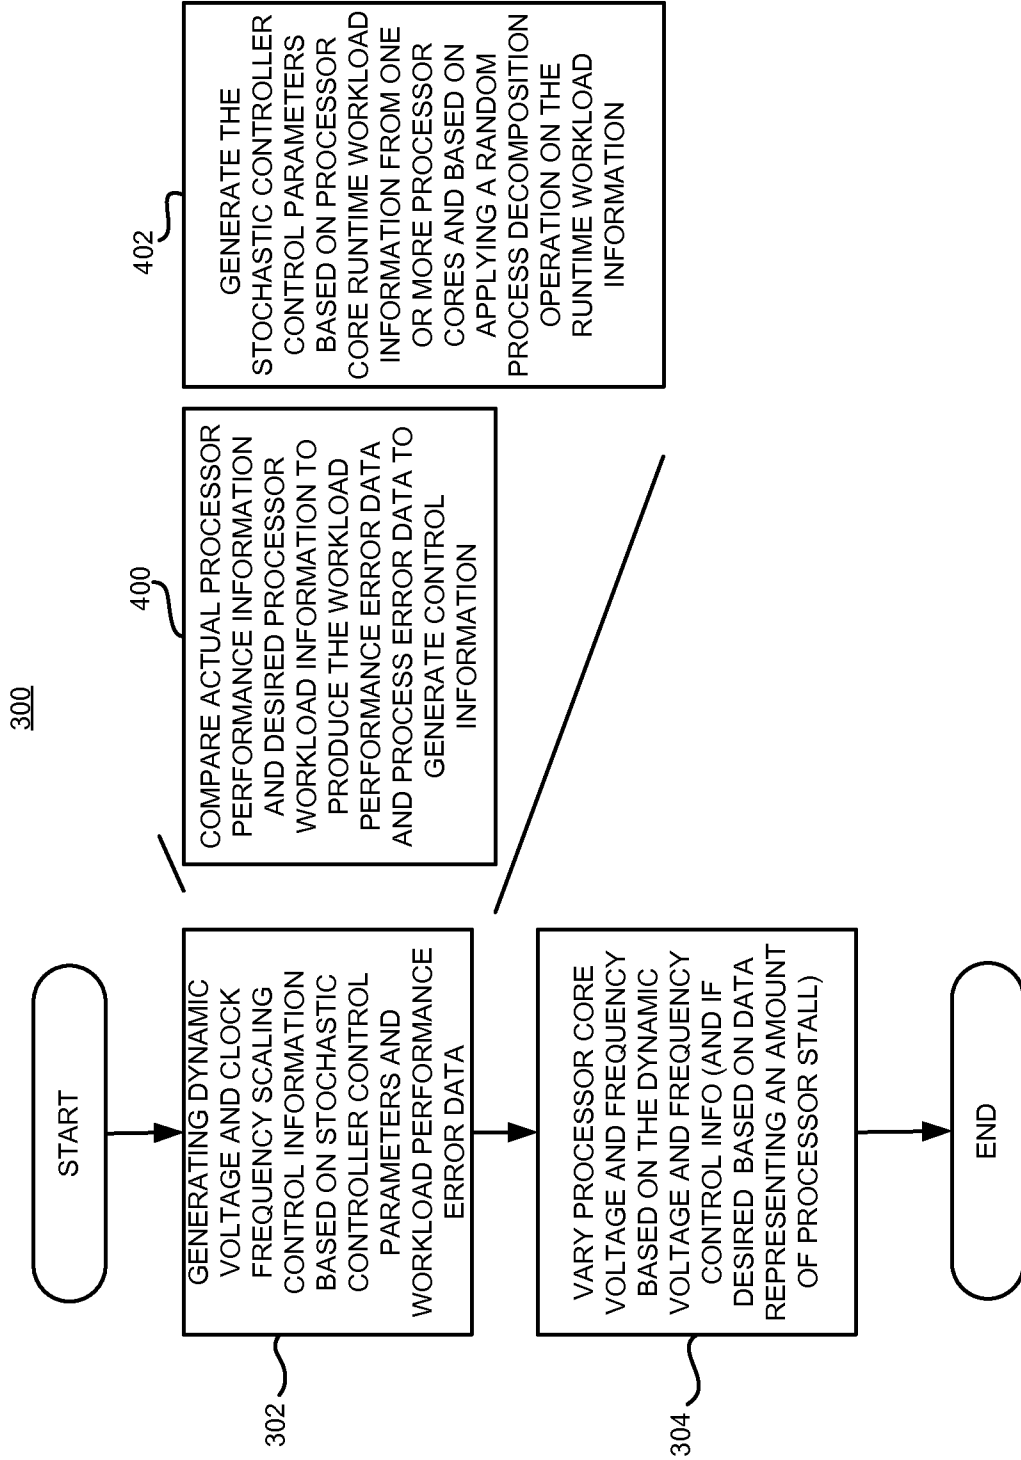 300
START
302
GENERATING DYNAMIC
VOLTAGE AND CLOCK
FREQUENCY SCALING
CONTROL INFORMATION
BASED ON STOCHASTIC
CONTROLLER CONTROL
PARAMETERS AND
WORKLOAD PERFORMANCE
ERROR DATA
304
VARY PROCESSOR CORE
VOLTAGE AND FREQUENCY
BASED ON THE DYNAMIC
VOLTAGE AND FREQUENCY
CONTROL INFO (AND IF
DESIRED BASED ON DATA
REPRESENTING AN AMOUNT
OF PROCESSOR STALL)
END
400
COMPARE ACTUAL PROCESSOR
PERFORMANCE INFORMATION
AND DESIRED PROCESSOR
WORKLOAD INFORMATION TO
PRODUCE THE WORKLOAD
PERFORMANCE ERROR DATA
AND PROCESS ERROR DATA TO
GENERATE CONTROL
INFORMATION
402
GENERATE THE
STOCHASTIC CONTROLLER
CONTROL PARAMETERS
BASED ON PROCESSOR
CORE RUNTIME WORKLOAD
INFORMATION FROM ONE
OR MORE PROCESSOR
CORES AND BASED ON
APPLYING A RANDOM
PROCESS DECOMPOSITION
OPERATION ON THE
RUNTIME WORKLOAD
INFORMATION